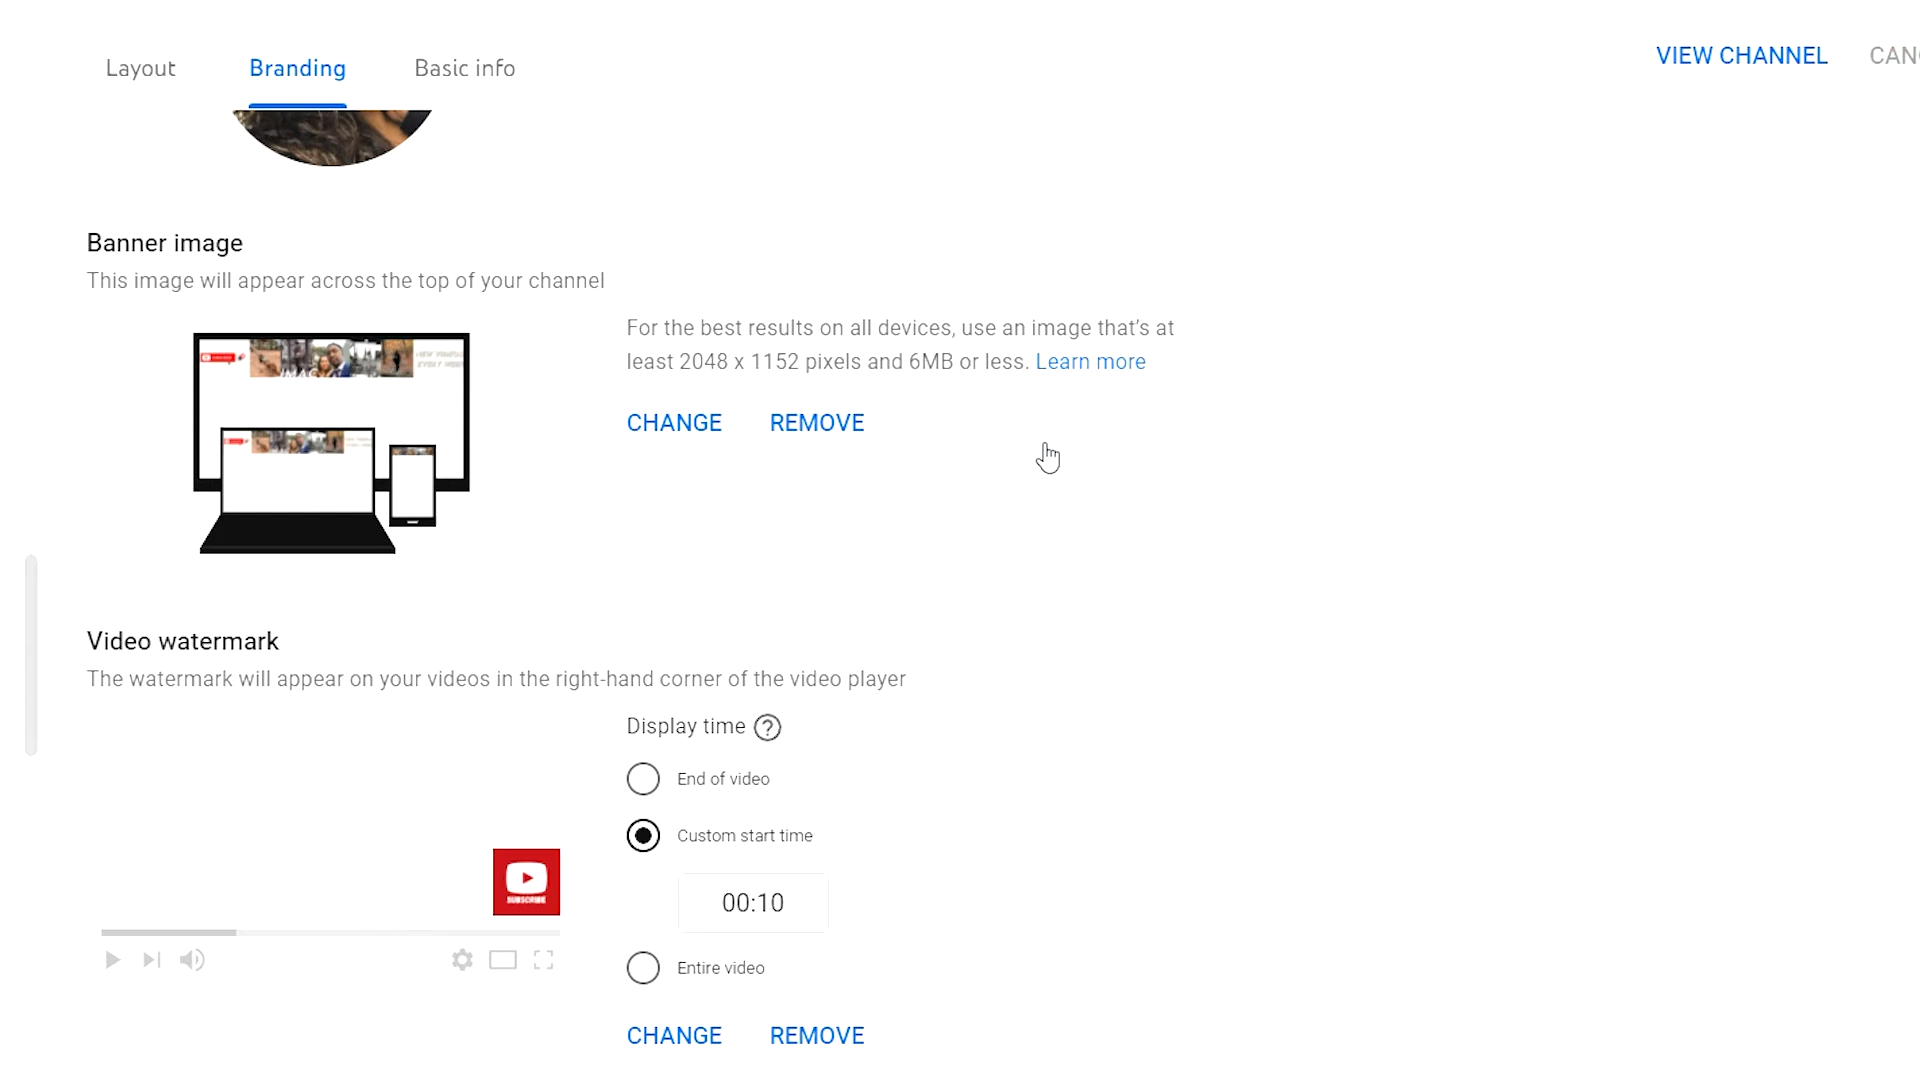 Layout
Branding
Basic info
VIEW CHANNEL
CANC
Banner image
This image will appear across the top of your channel
For the best results on all devices, use an image that's at
least 2048 x 1152 pixels and 6MB or less. Learn more
CHANGE
REMOVE
Video watermark
The watermark will appear on your videos in the right-hand corner of the video player
Display time ?
End of video
Custom start time
SUBSCRIBE
00:10
Entire video
CHANGE
REMOVE